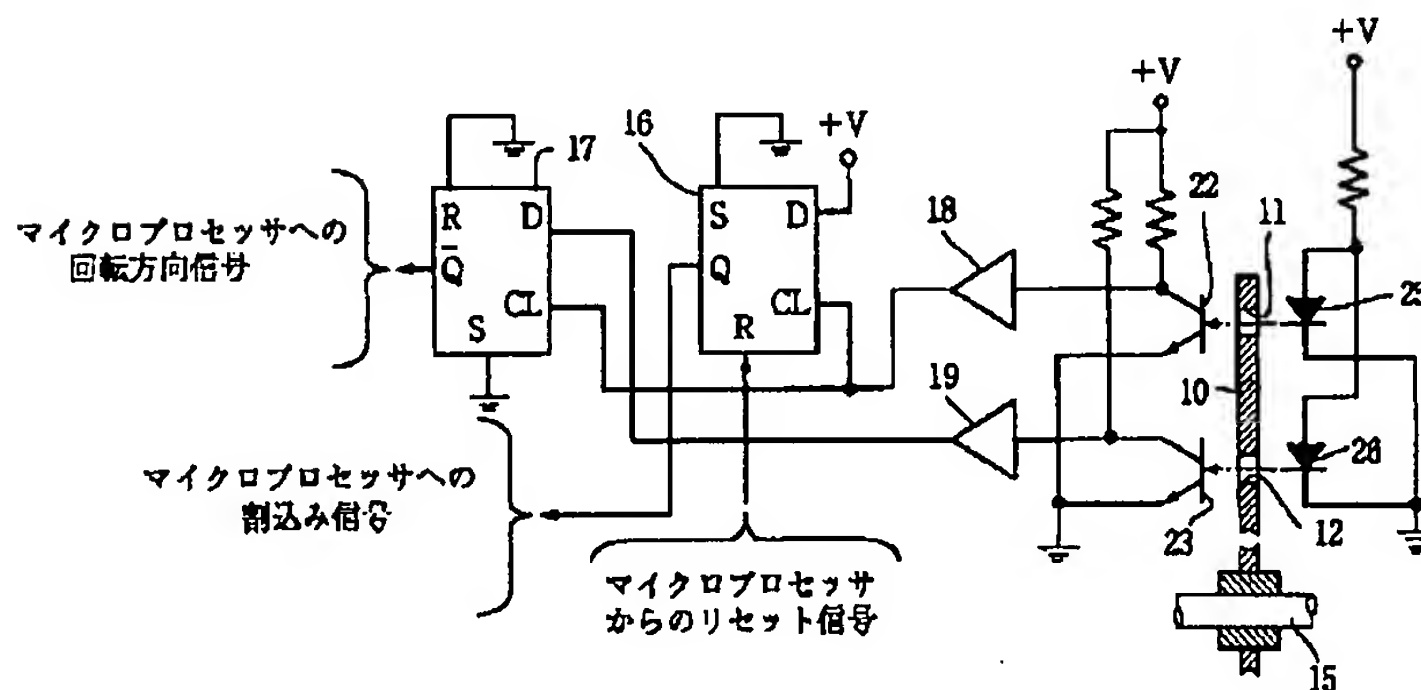 +V
+V
16
+V
17
22
11
R
D
S
D
18
25
マイクロプロセッサへの
回転方向信号
Q̄
Q
CL
CL
S
R
10
19
26
マイクロプロセッサへの
割込み信号
23
12
マイクロプロセッサ
からのリセット信号
15